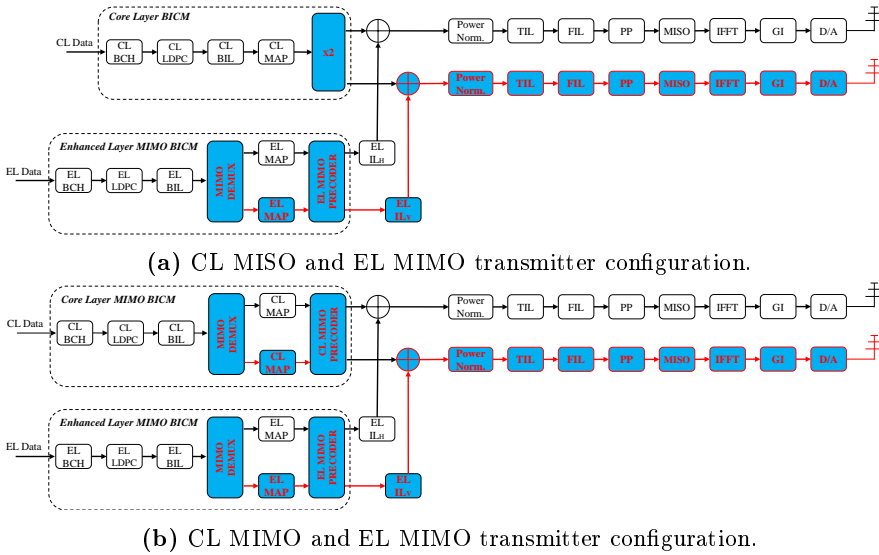 Core Layer BICM
CL Data
CL
BCH
CL
LDPC
CL
BIL
CL
MAP
x2
Power
Norm.
TIL
FIL
PP
MISO
IFFT
GI
D/A
Power
Norm.
TIL
FIL
PP
MISO
IFFT
GI
D/A
Enhanced Layer MIMO BICM
EL Data
EL
BCH
EL
LDPC
EL
BIL
MIMO
DEMUX
EL
MAP
EL
MAP
EL MIMO
PRECODER
EL
ILH
EL
ILV
(a) CL MISO and EL MIMO transmitter configuration.
Core Layer MIMO BICM
CL Data
CL
BCH
CL
LDPC
CL
BIL
MIMO
DEMUX
CL
MAP
CL
MAP
CL MIMO
PRECODER
Power
Norm.
TIL
FIL
PP
MISO
IFFT
GI
D/A
Power
Norm.
TIL
FIL
PP
MISO
IFFT
GI
D/A
Enhanced Layer MIMO BICM
EL Data
EL
BCH
EL
LDPC
EL
BIL
MIMO
DEMUX
EL
MAP
EL
MAP
EL MIMO
PRECODER
EL
ILH
EL
ILV
(b) CL MIMO and EL MIMO transmitter configuration.